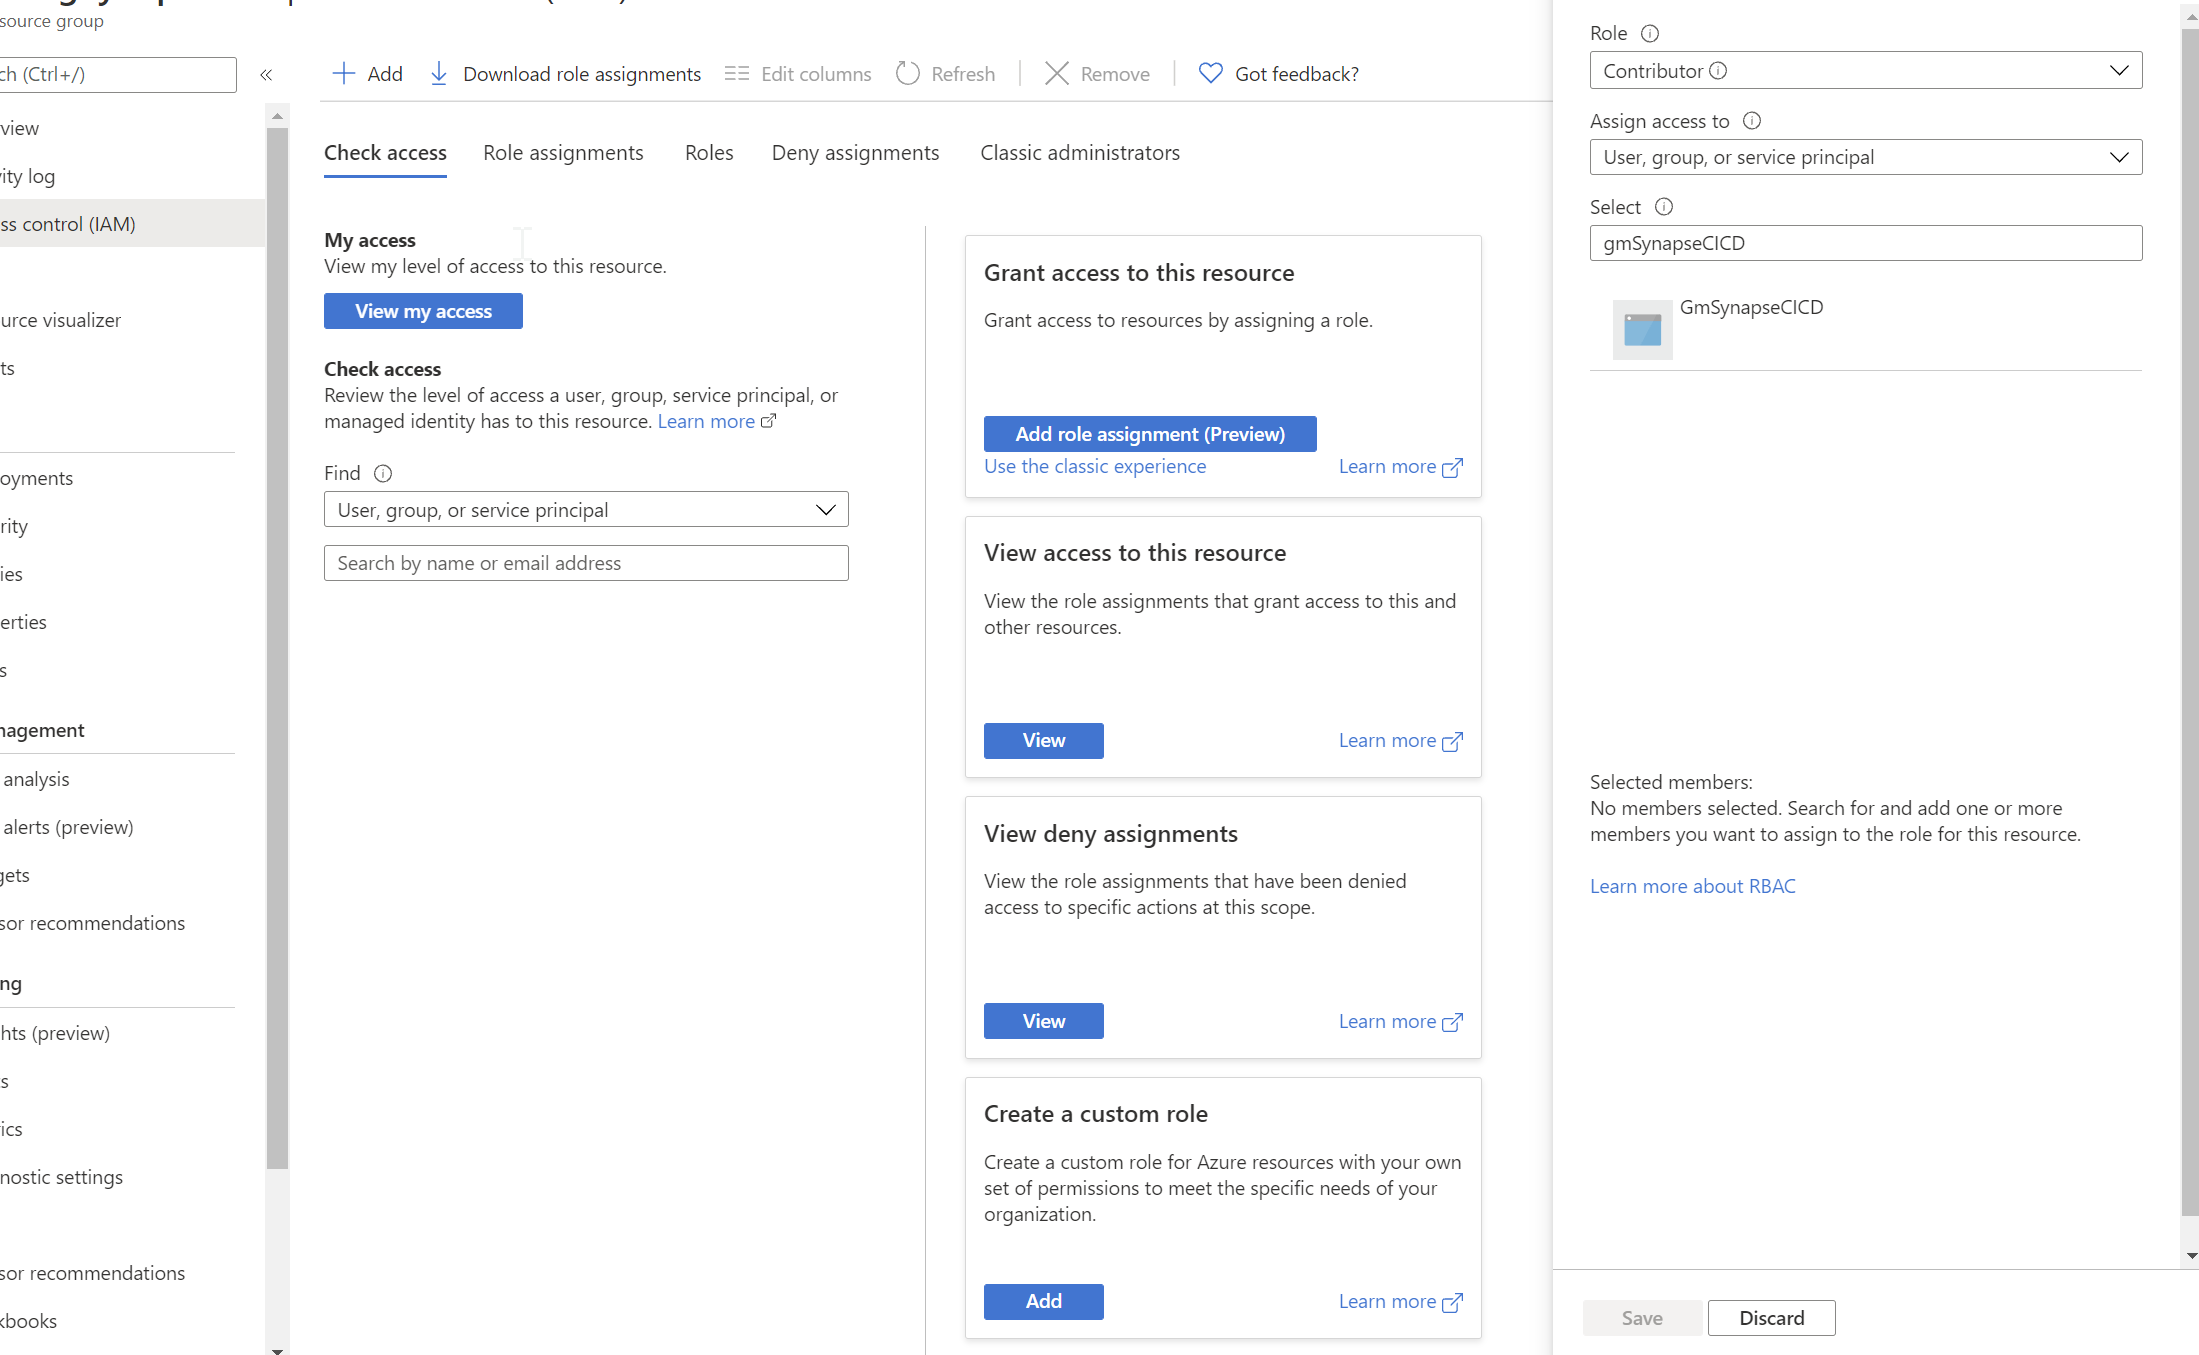 source group
ch (Ctrl+/)
«
view
ity log
ss control (IAM)
urce visualizer
ts
oyments
rity
ies
erties
s
nagement
analysis
alerts (preview)
gets
sor recommendations
ng
hts (preview)
s
ics
nostic settings
sor recommendations
kbooks
Add
Download role assignments
Edit columns
Refresh
Remove
Got feedback?
Check access
Role assignments
Roles
Deny assignments
Classic administrators
My access
View my level of access to this resource.
View my access
Check access
Review the level of access a user, group, service principal, or
managed identity has to this resource. Learn more
Find
User, group, or service principal
Search by name or email address
Grant access to this resource
Grant access to resources by assigning a role.
Add role assignment (Preview)
Use the classic experience
Learn more
View access to this resource
View the role assignments that grant access to this and
other resources.
View
Learn more
View deny assignments
View the role assignments that have been denied
access to specific actions at this scope.
View
Learn more
Create a custom role
Create a custom role for Azure resources with your own
set of permissions to meet the specific needs of your
organization.
Add
Learn more
Role
Contributor
Assign access to
User, group, or service principal
Select
gmSynapseCICD
GmSynapseCICD
Selected members:
No members selected. Search for and add one or more
members you want to assign to the role for this resource.
Learn more about RBAC
Save
Discard